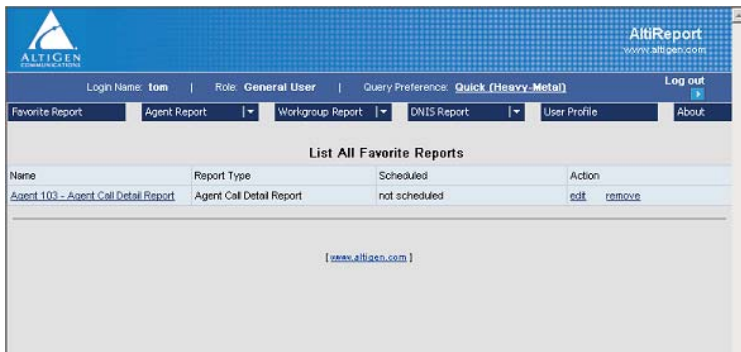 AltiReport
www.altigen.com
ALTIGEN
COMMUNICATIONS
Login Name: tom | Role: General User | Query Preference: Quick (Heavy-Metal) Log out
Favorite Report Agent Report Workgroup Report DNIS Report User Profile About
List All Favorite Reports
Name Report Type Scheduled Action
Agent 103 - Agent Call Detail Report Agent Call Detail Report not scheduled edit remove
[ www.altigen.com ]